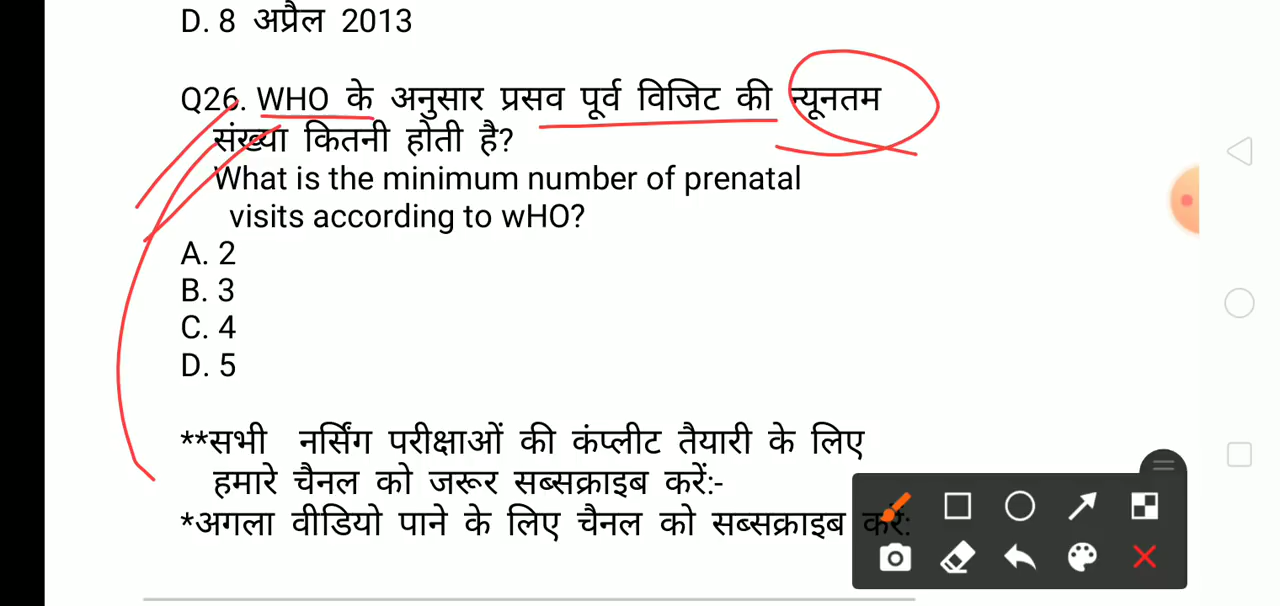 D. 8 अप्रैल 2013
Q26. WHO के अनुसार प्रसव पूर्व विजिट की न्यूनतम
संख्या कितनी होती है?
What is the minimum number of prenatal
visits according to wHO?
A. 2
B. 3
C. 4
D. 5
**सभी नर्सिंग परीक्षाओं की कंप्लीट तैयारी के लिए
हमारे चैनल को जरूर सब्सक्राइब करें:-
*अगला वीडियो पाने के लिए चैनल को सब्सक्राइब करें: